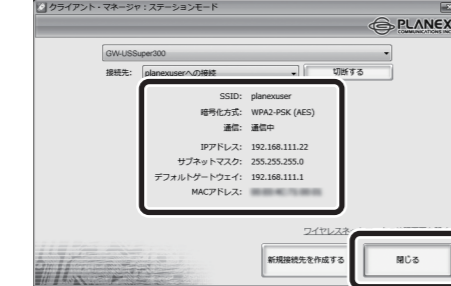 クライアント・マネージャ：ステーションモード
PLANEX
COMMUNICATIONS INC.
GW-USSuper300
接続先: planexuserへの接続 切断する
SSID: planexuser
暗号化方式: WPA2-PSK (AES)
通信: 通信中
IPアドレス: 192.168.111.22
サブネットマスク: 255.255.255.0
デフォルトゲートウェイ: 192.168.111.1
MACアドレス:
ワイヤレスネ
新規接続先を作成する 閉じる